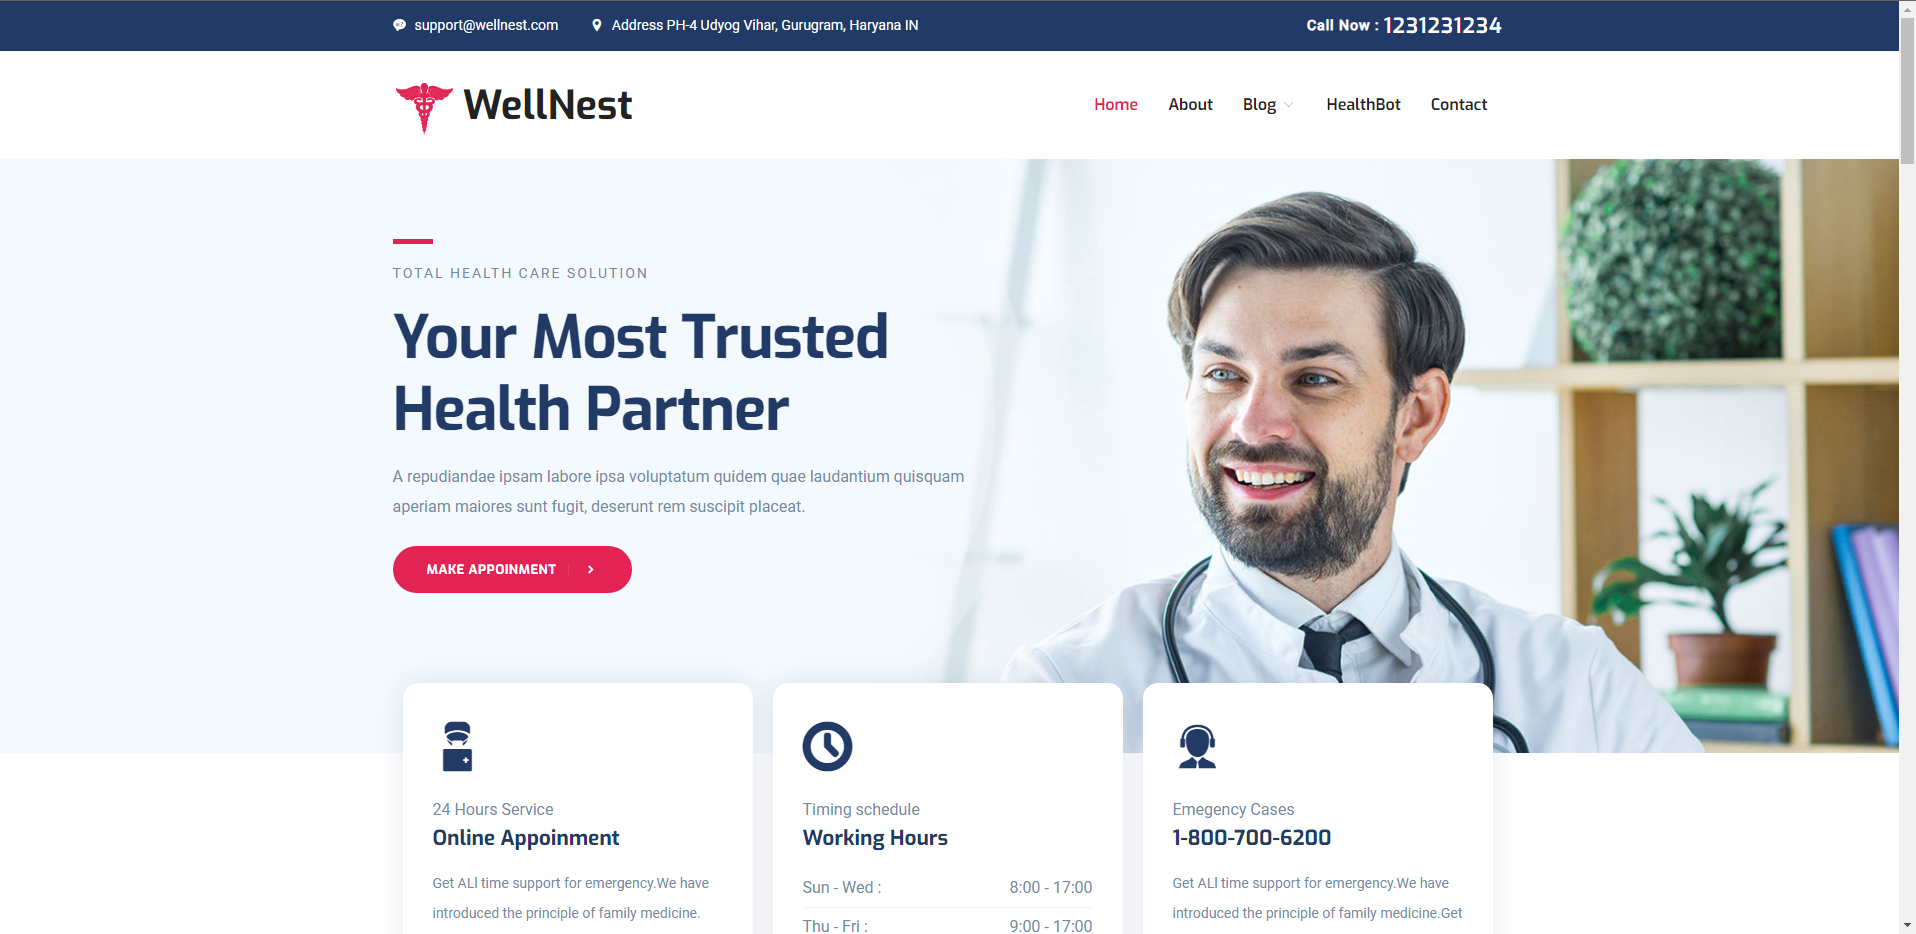 support@wellnest.com
Address PH-4 Udyog Vihar, Gurugram, Haryana IN
Call Now : 1231231234
WellNest
Home About Blog HealthBot Contact
TOTAL HEALTH CARE SOLUTION
Your Most Trusted
Health Partner
A repudiandae ipsam labore ipsa voluptatum quidem quae laudantium quisquam
aperiam maiores sunt fugit, deserunt rem suscipit placeat.
MAKE APPOINMENT
24 Hours Service
Online Appoinment
Get ALl time support for emergency.We have
introduced the principle of family medicine.
Timing schedule
Working Hours
Sun - Wed : 8:00 - 17:00
Thu - Fri : 9:00 - 17:00
Emegency Cases
1-800-700-6200
Get ALl time support for emergency.We have
introduced the principle of family medicine.Get